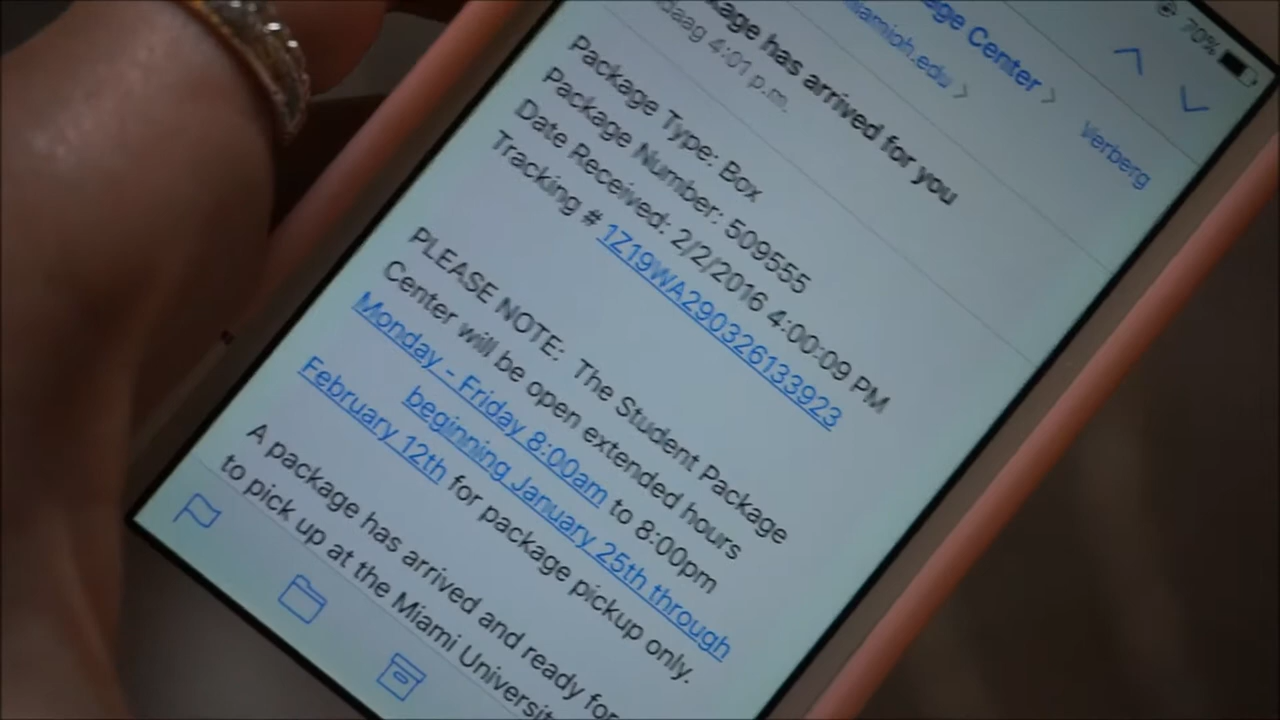 70%
age Center
miamioh.edu
Verberg
kage has arrived for you
daag 4:01 p.m.
Package Type: Box
Package Number: 509555
Date Received: 2/2/2016 4:00:09 PM
Tracking # 1Z19WA290326133923
PLEASE NOTE: The Student Package
Center will be open extended hours
Monday - Friday 8:00am to 8:00pm
beginning January 25th through
February 12th for package pickup only.
A package has arrived and ready for
to pick up at the Miami University